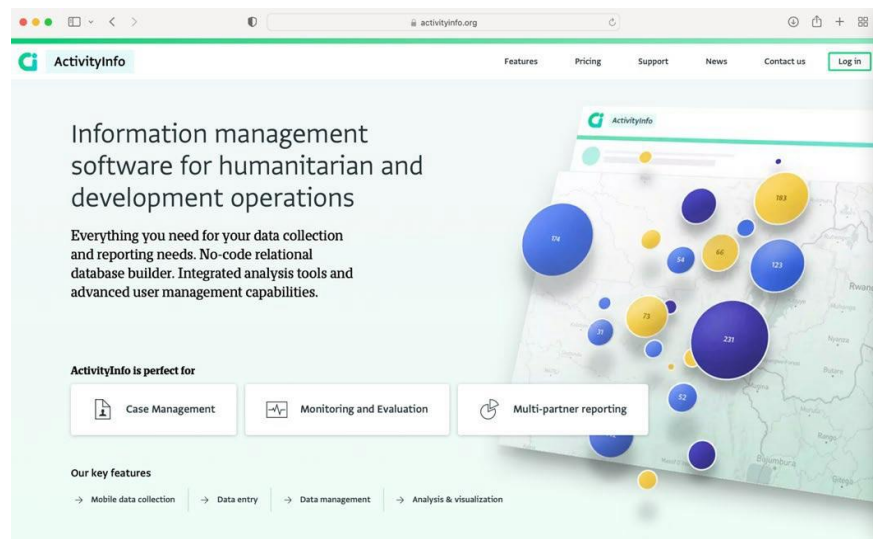 activityinfo.org
ActivityInfo
Features Pricing Support News Contact us Log in
ActivityInfo
Information management
software for humanitarian and
development operations
Everything you need for your data collection
and reporting needs. No-code relational
database builder. Integrated analysis tools and
advanced user management capabilities.
183
174
66
54
123
Rwan
73
31
231
Nyanza
Butare
52
ActivityInfo is perfect for
Case Management Monitoring and Evaluation Multi-partner reporting
Bujumbura
Gitega
Our key features
→ Mobile data collection → Data entry → Data management → Analysis & visualization